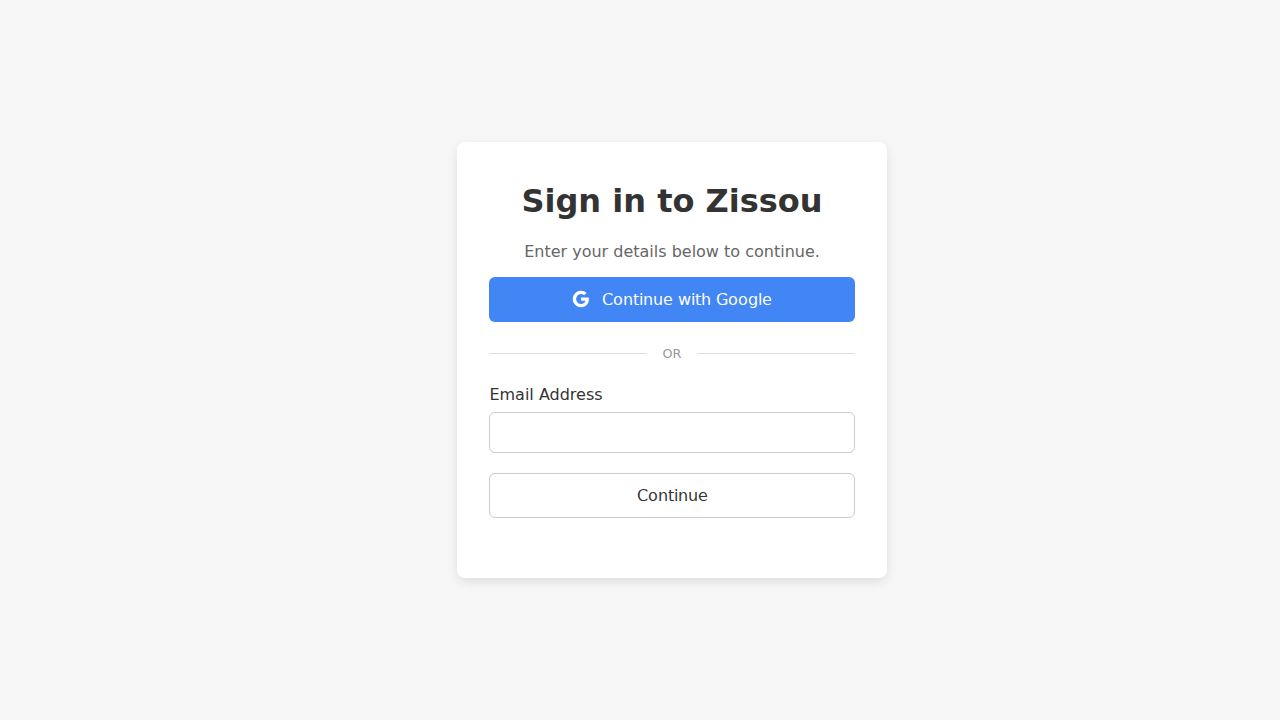 Sign in to Zissou
Enter your details below to continue.
Continue with Google
OR
Email Address
Continue